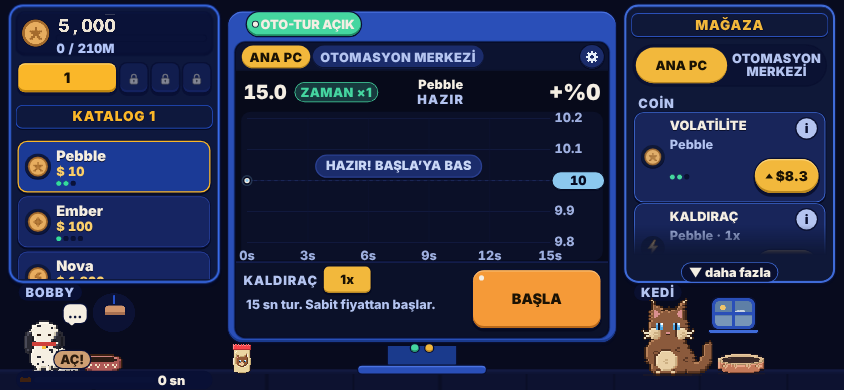 5,000
0 / 210M
1
KATALOG 1
Pebble
$ 10
Ember
$ 100
Nova
BOBBY
...
AÇ!
0 sn
OTO-TUR AÇIK
ANA PC
OTOMASYON MERKEZİ
15.0
ZAMAN ×1
Pebble
HAZIR
+%0
10.2
10.1
HAZIR! BAŞLA'YA BAS
10
9.9
9.8
0s 3s 6s 9s 12s 15s
KALDIRAÇ
1x
15 sn tur. Sabit fiyattan başlar.
BAŞLA
MAĞAZA
ANA PC
OTOMASYON
MERKEZİ
COİN
VOLATİLİTE
i
Pebble
$8.3
KALDIRAÇ
i
Pebble · 1x
daha fazla
KEDİ